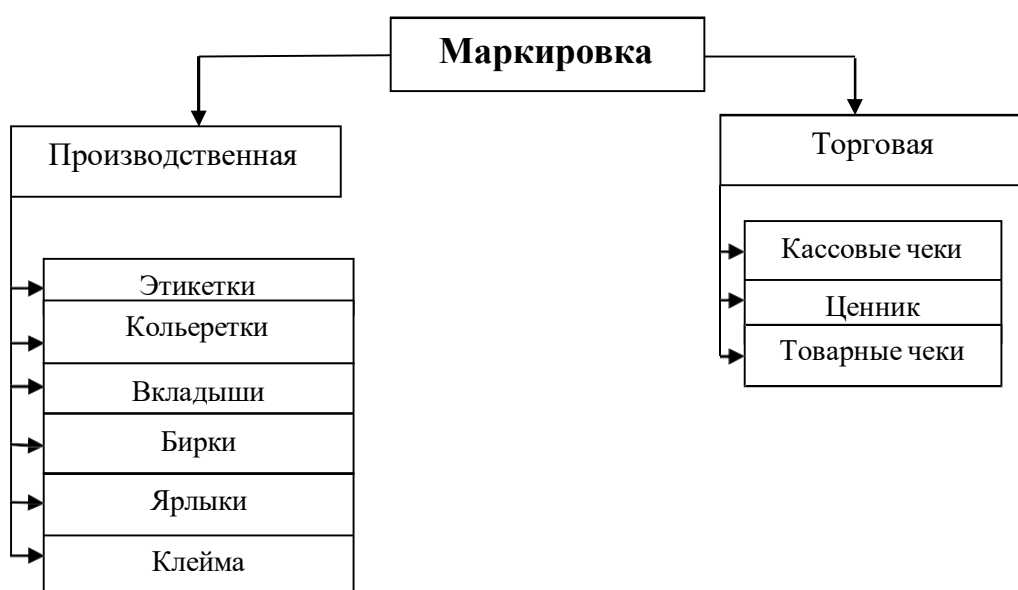 Маркировка
Производственная
Торговая
Этикетки
Кольеретки
Вкладыши
Бирки
Ярлыки
Клейма
Кассовые чеки
Ценник
Товарные чеки